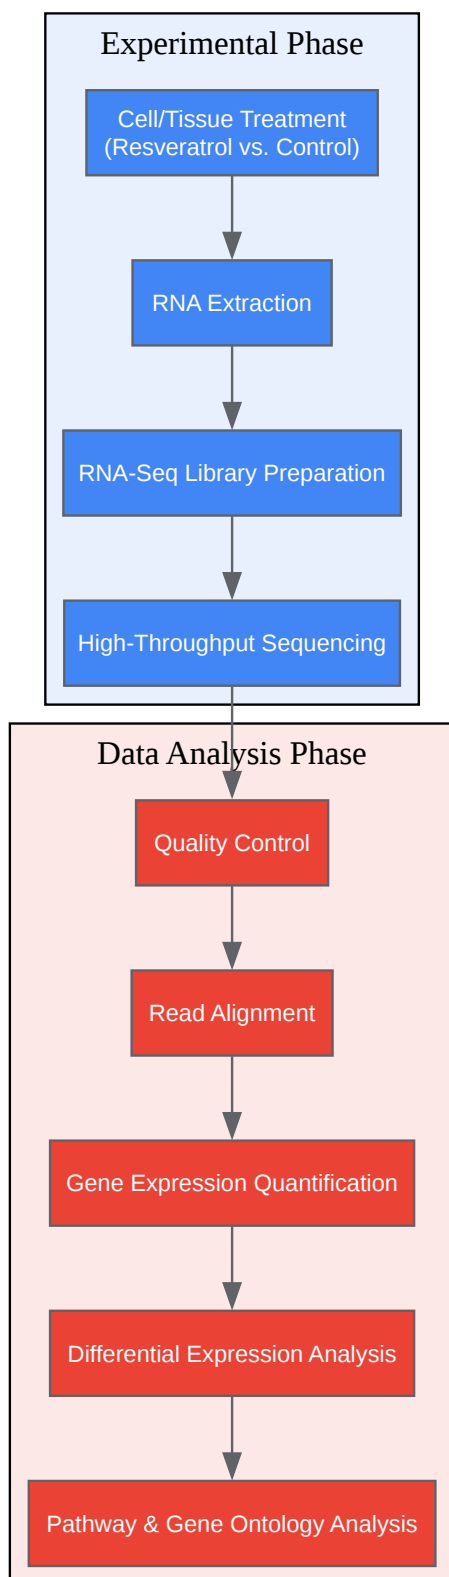 Experimental Phase
Cell/Tissue Treatment
(Resveratrol vs. Control)
RNA Extraction
RNA-Seq Library Preparation
High-Throughput Sequencing
Data Analysis Phase
Quality Control
Read Alignment
Gene Expression Quantification
Differential Expression Analysis
Pathway & Gene Ontology Analysis